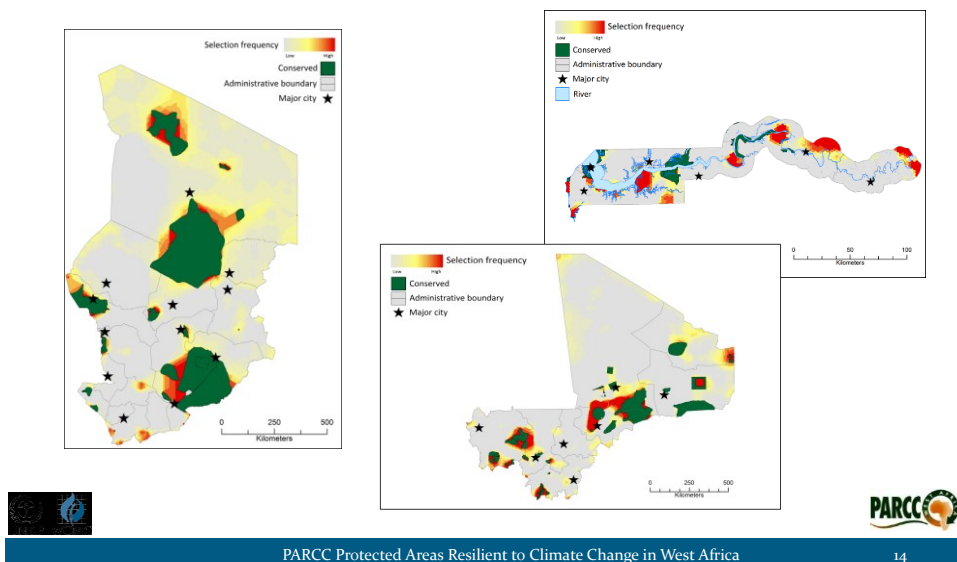 Selection frequency
Low High
Conserved
Administrative boundary
Major city
0 250 500
Kilometers
Selection frequency
Low High
Conserved
Administrative boundary
Major city
River
0 50 100
Kilometers
Selection frequency
Low High
Conserved
Administrative boundary
Major city
0 250 500
Kilometers
PARCC
PARCC Protected Areas Resilient to Climate Change in West Africa 14